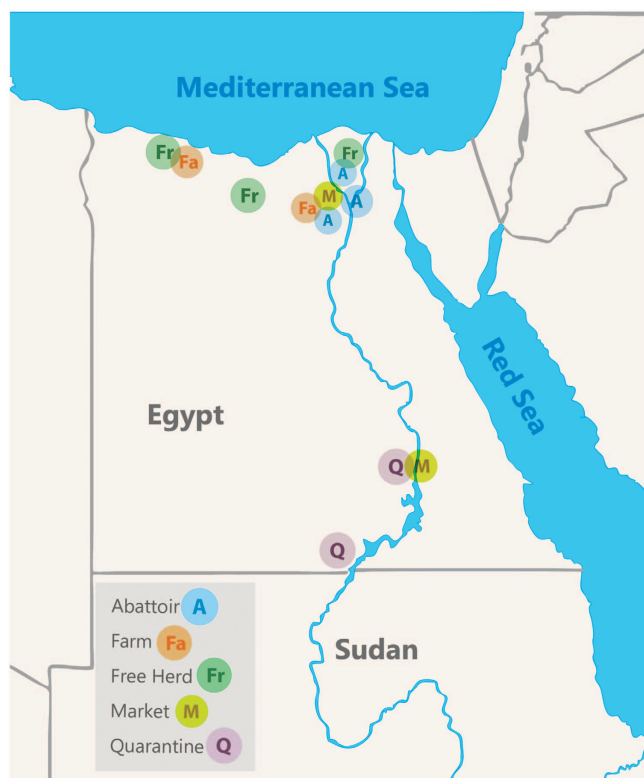 Mediterranean Sea
Fr
Fa
Fr
A
Fr
M
A
Fa
A
Red Sea
Egypt
Q
M
Q
Abattoir A
Farm Fa
Free Herd Fr
Market M
Quarantine Q
Sudan